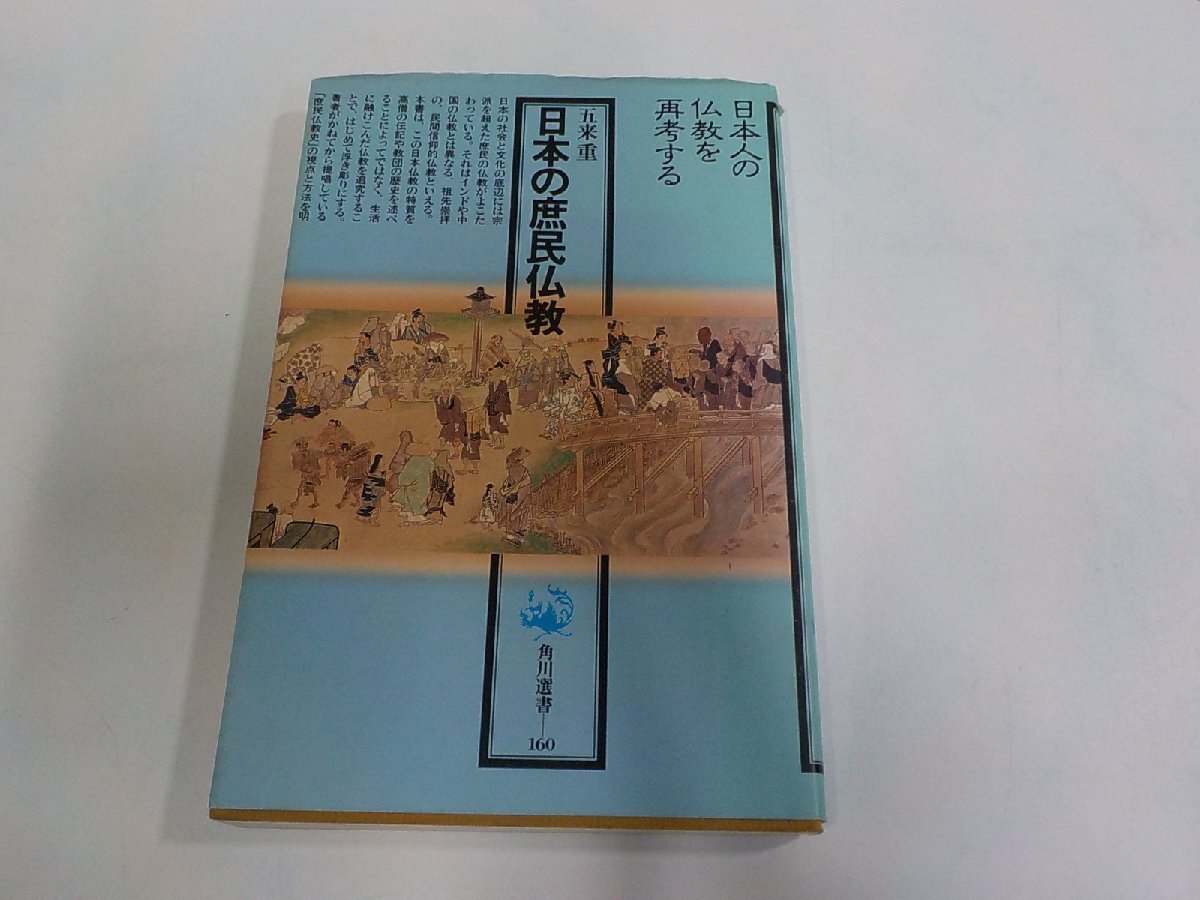 日本人の
仏教を
再考する
五来重
日本の庶民仏教
日本の社会と文化の底辺には宗
派を超えた庶民の仏教がよこた
わっている。それはインドや中
国の仏教とは異なる、祖先崇拝
の、民間信仰的仏教といえる。
本書は、この日本仏教の特質を
高僧の伝記や教団の歴史を述べ
ることによってではなく、生活
に融けこんだ仏教を追究するこ
とで、はじめて浮き彫りにする。
著者がかねてから提唱している
「庶民仏教史」の視点と方法を明
角川選書─160